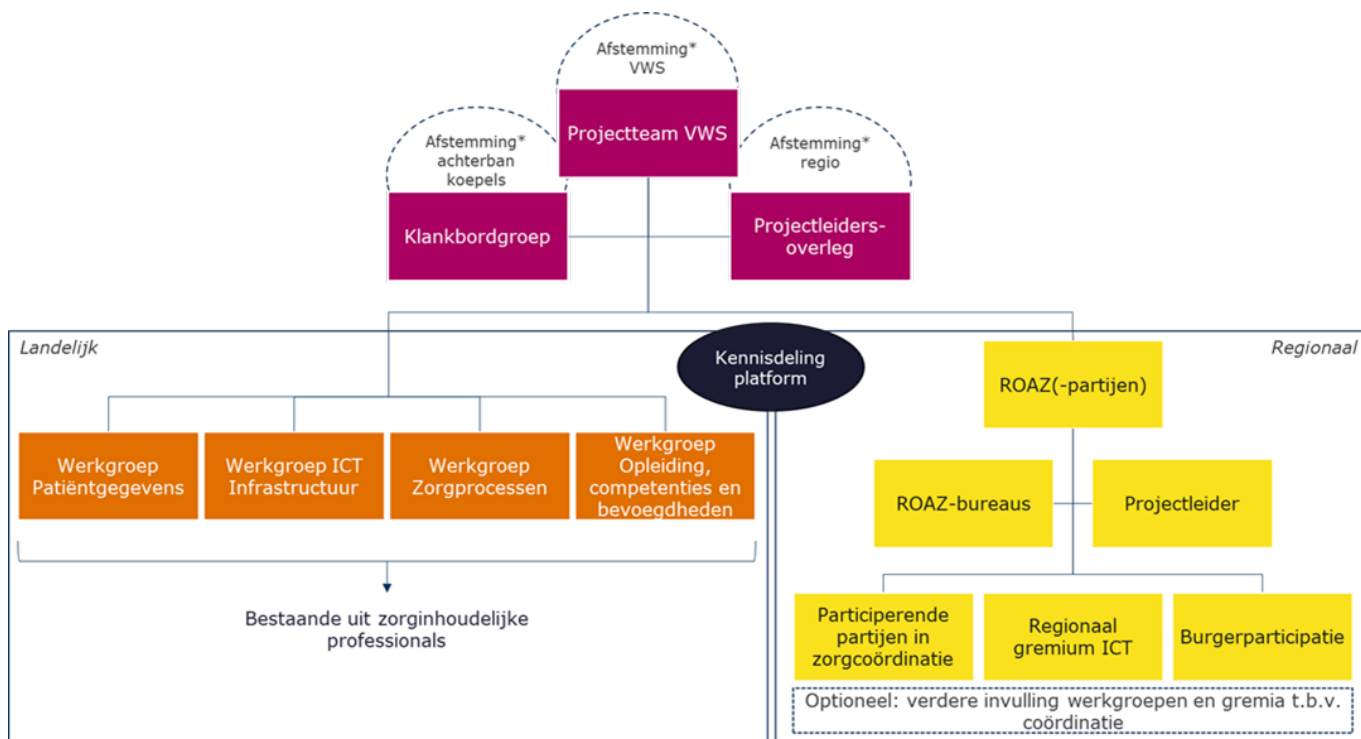 Afstemming*
VWS
Projectteam VWS
Afstemming*
achterban
koepels
Klankbordgroep
Afstemming*
regio
Projectleiders-
overleg
Landelijk
Kennisdeling
platform
Regionaal
Werkgroep
Patiëntgegevens
Werkgroep ICT
Infrastructuur
Werkgroep
Zorgprocessen
Werkgroep
Opleiding,
competenties en
bevoegdheden
Bestaande uit zorginhoudelijke
professionals
ROAZ(-partijen)
ROAZ-bureaus
Projectleider
Participerende
partijen in
zorgcoördinatie
Regionaal
gremium ICT
Burgerparticipatie
Optioneel: verdere invulling werkgroepen en gremia t.b.v.
coördinatie